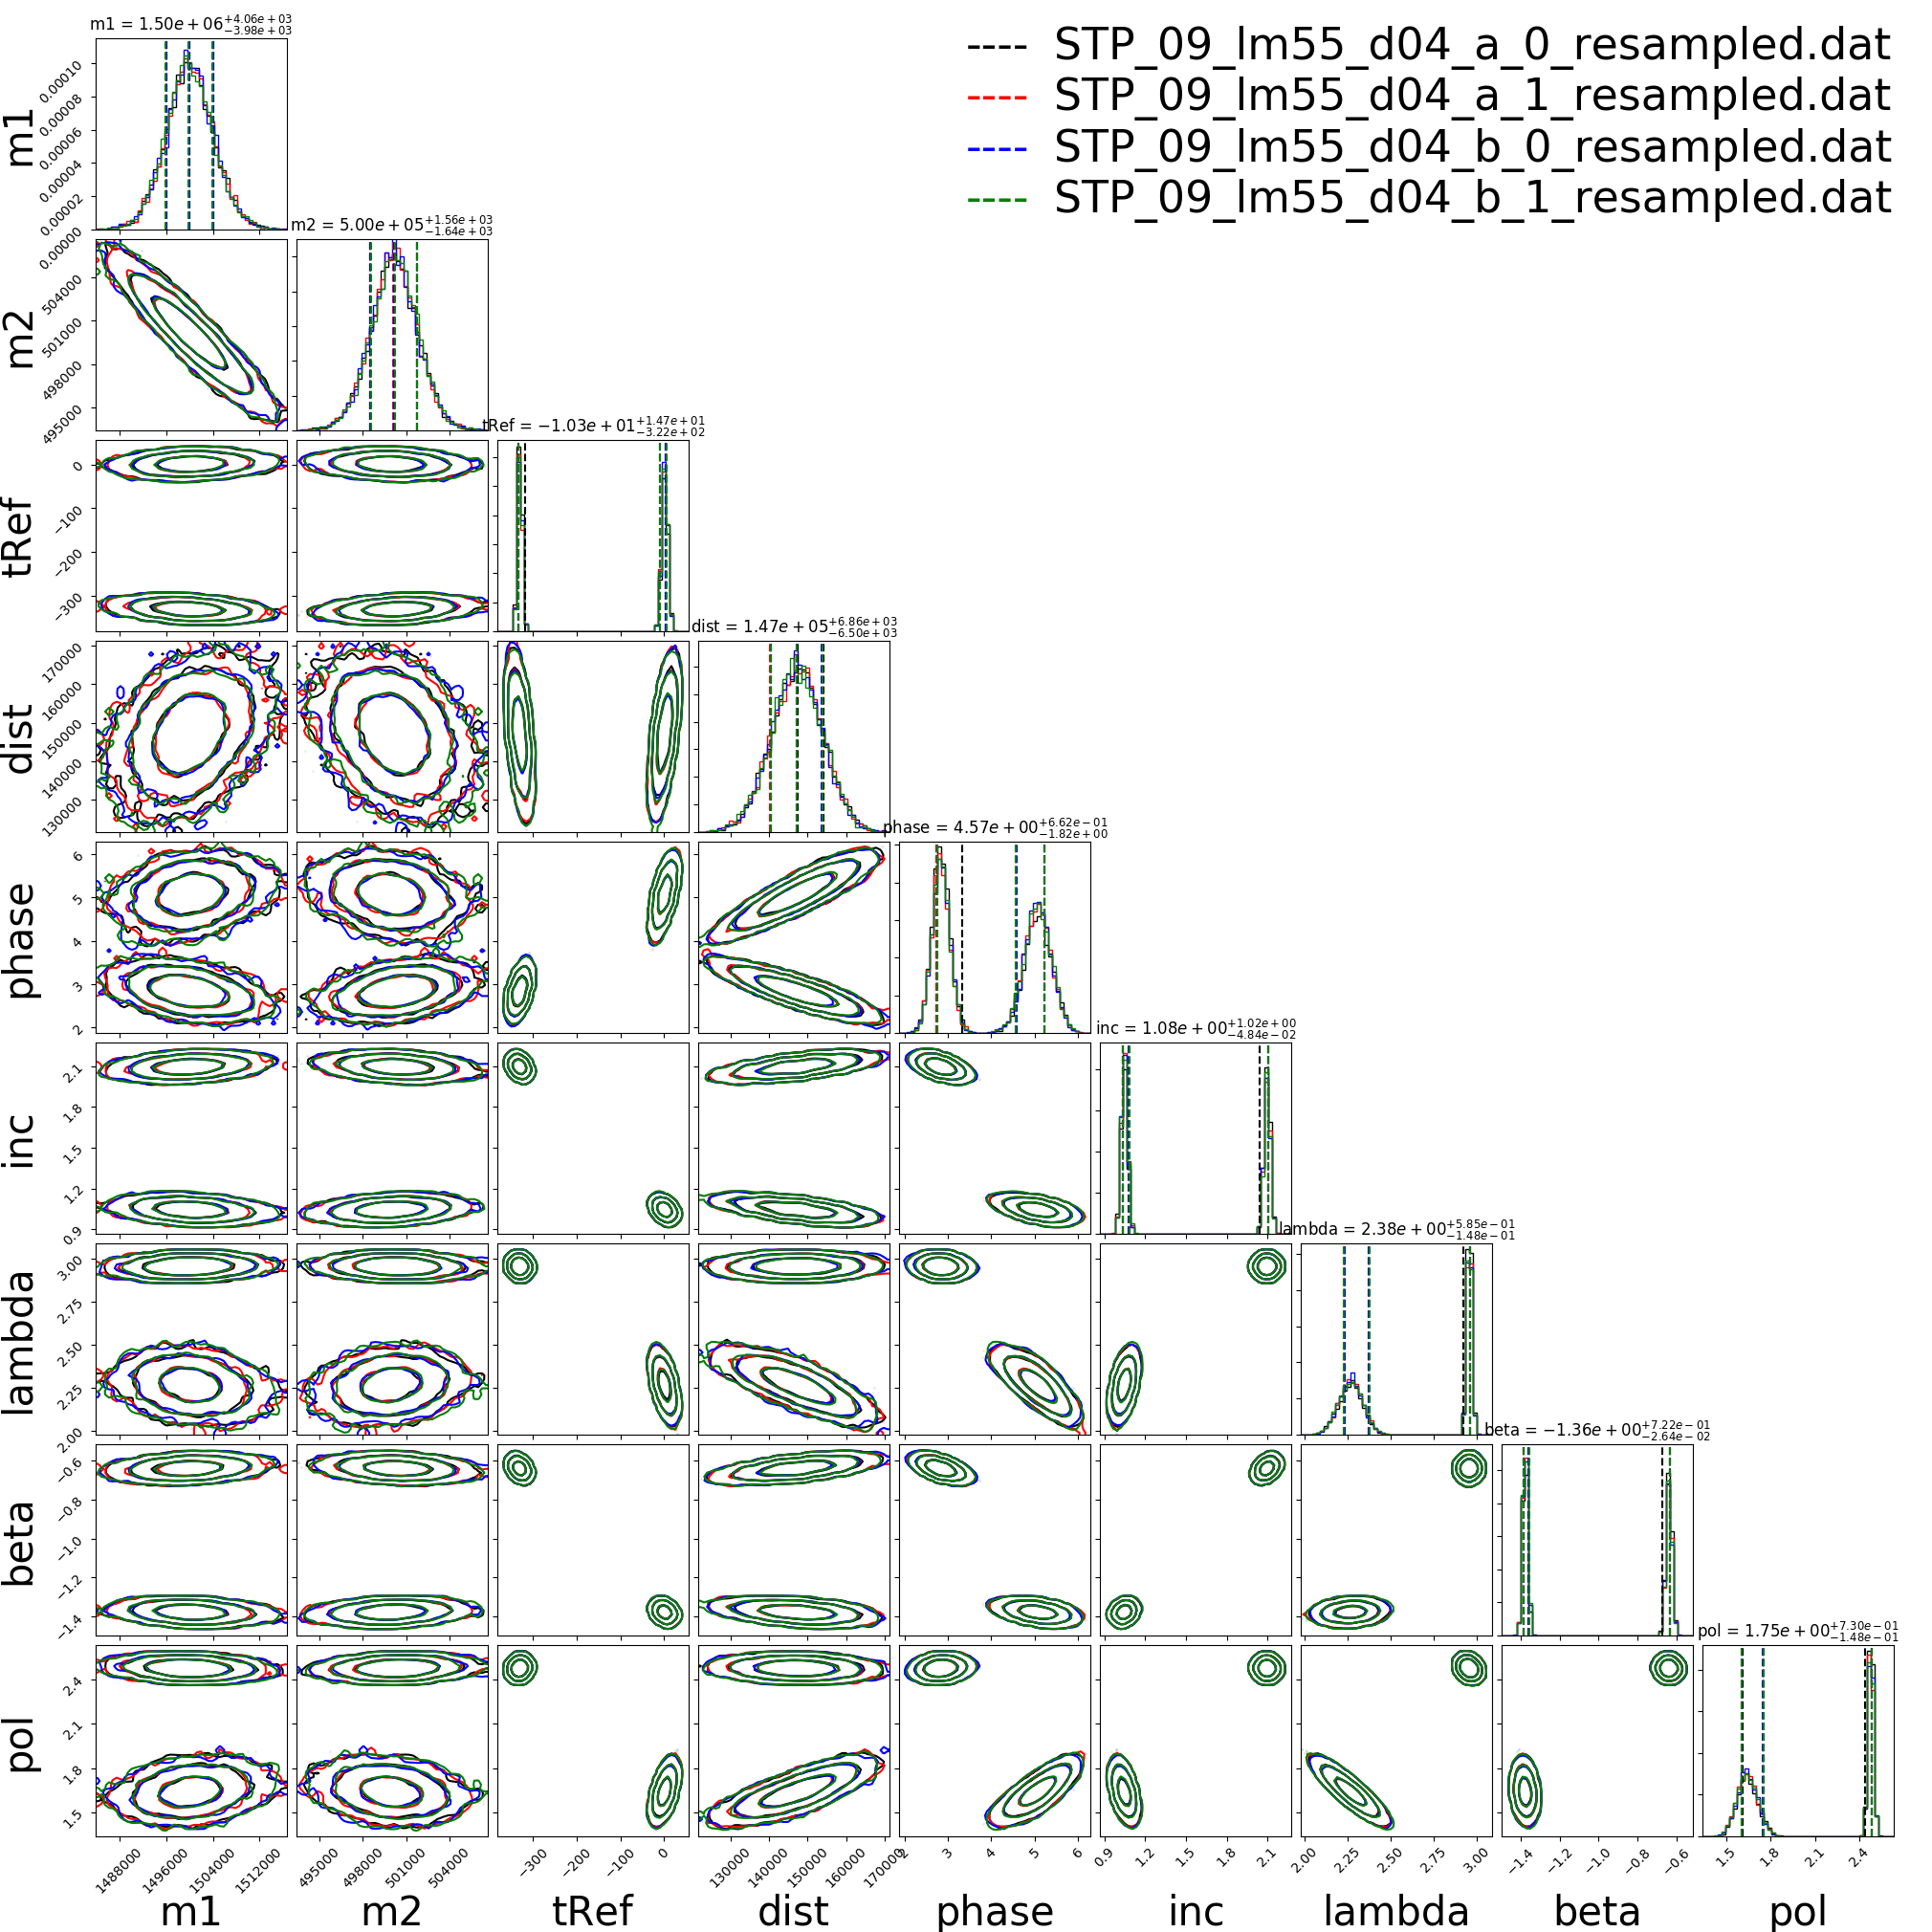 m1 = 1.50e + 06 +4.06e+03 −3.98e+03
STP_09_lm55_d04_a_0_resampled.dat
STP_09_lm55_d04_a_1_resampled.dat
STP_09_lm55_d04_b_0_resampled.dat
STP_09_lm55_d04_b_1_resampled.dat
m1
0.00010
0.00008
0.00006
0.00004
0.00002
0.00000
m2 = 5.00e + 05 +1.56e+03 −1.64e+03
m2
504000
501000
498000
495000
tRef = −1.03e + 01 +1.47e+01 −3.22e+02
tRef
0
−100
−200
−300
dist = 1.47e + 05 +6.86e+03 −6.50e+03
dist
170000
160000
150000
140000
130000
phase = 4.57e + 00 +6.62e−01 −1.82e+00
phase
6
5
4
3
2
inc = 1.08e + 00 +1.02e+00 −4.84e−02
inc
2.1
1.8
1.5
1.2
0.9
lambda = 2.38e + 00 +5.85e−01 −1.48e−01
lambda
3.00
2.75
2.50
2.25
2.00
beta = −1.36e + 00 +7.22e−01 −2.64e−02
beta
−0.6
−0.8
−1.0
−1.2
−1.4
pol = 1.75e + 00 +7.30e−01 −1.48e−01
pol
2.4
2.1
1.8
1.5
1488000 1496000 1504000 1512000 495000 498000 501000 504000 −300 −200 −100 0 130000 140000 150000 160000 170000 2 3 4 5 6 0.9 1.2 1.5 1.8 2.1 2.00 2.25 2.50 2.75 3.00 −1.4 −1.2 −1.0 −0.8 −0.6 1.5 1.8 2.1 2.4
m1 m2 tRef dist phase inc lambda beta pol